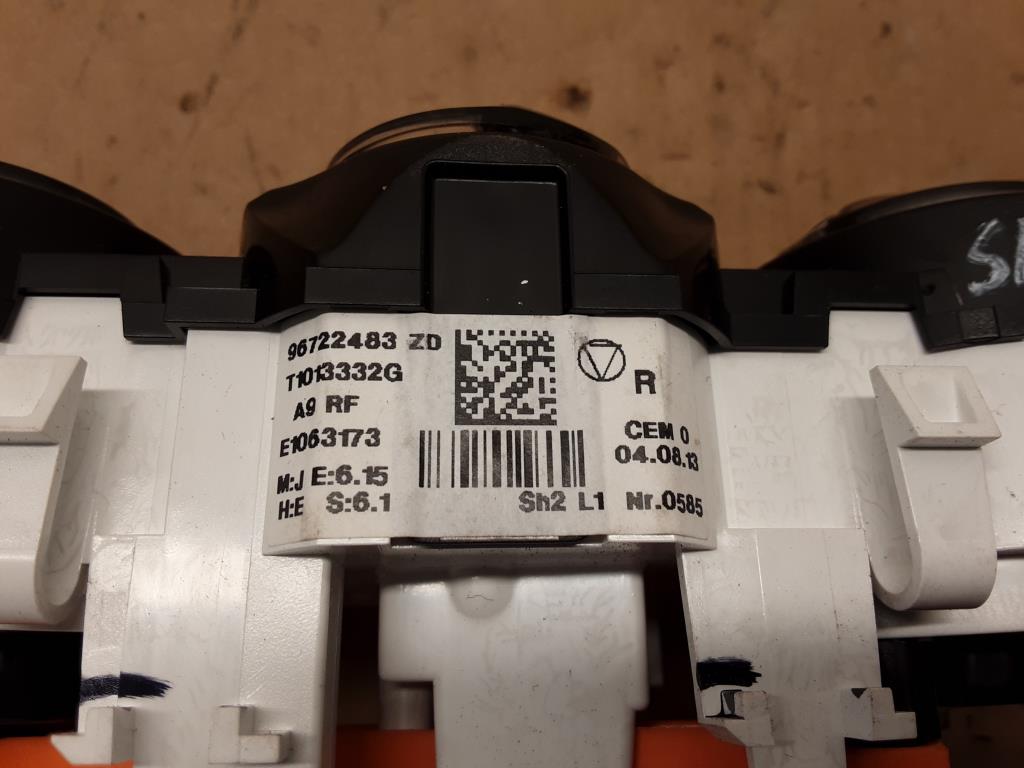 96722483 ZD
T1013332G
A9 RF
E1063173
M:J E:6.15
H:E S:6.1
R
CEM 0
04.08.13
Sh2 L1 Nr.0585